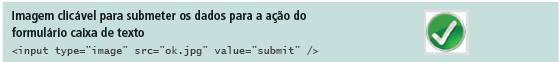 Imagem clicável para submeter os dados para a ação do
formulário caixa de texto
<input type="image" src="ok.jpg" value="submit" />